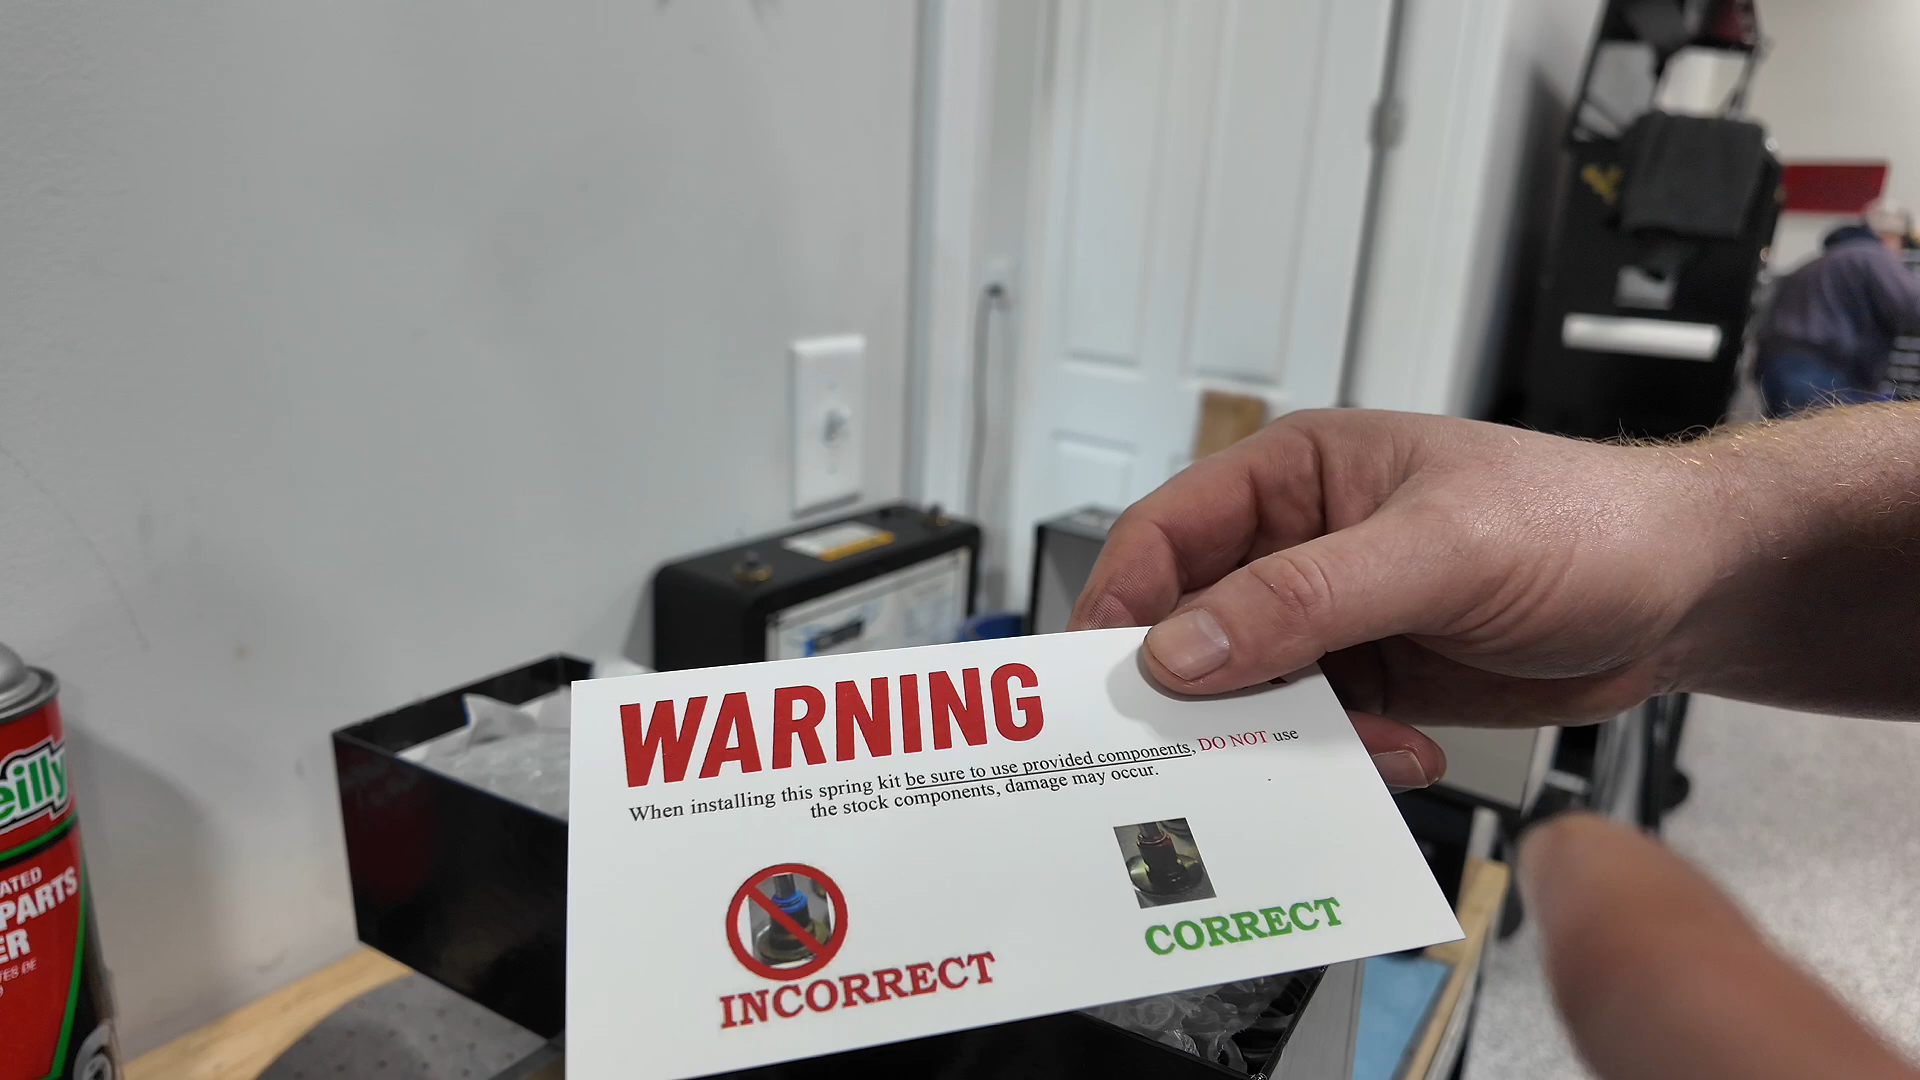 WARNING
When installing this spring kit be sure to use provided components, DO NOT use
the stock components, damage may occur.
INCORRECT
CORRECT
eilly
ATED
PARTS
ER